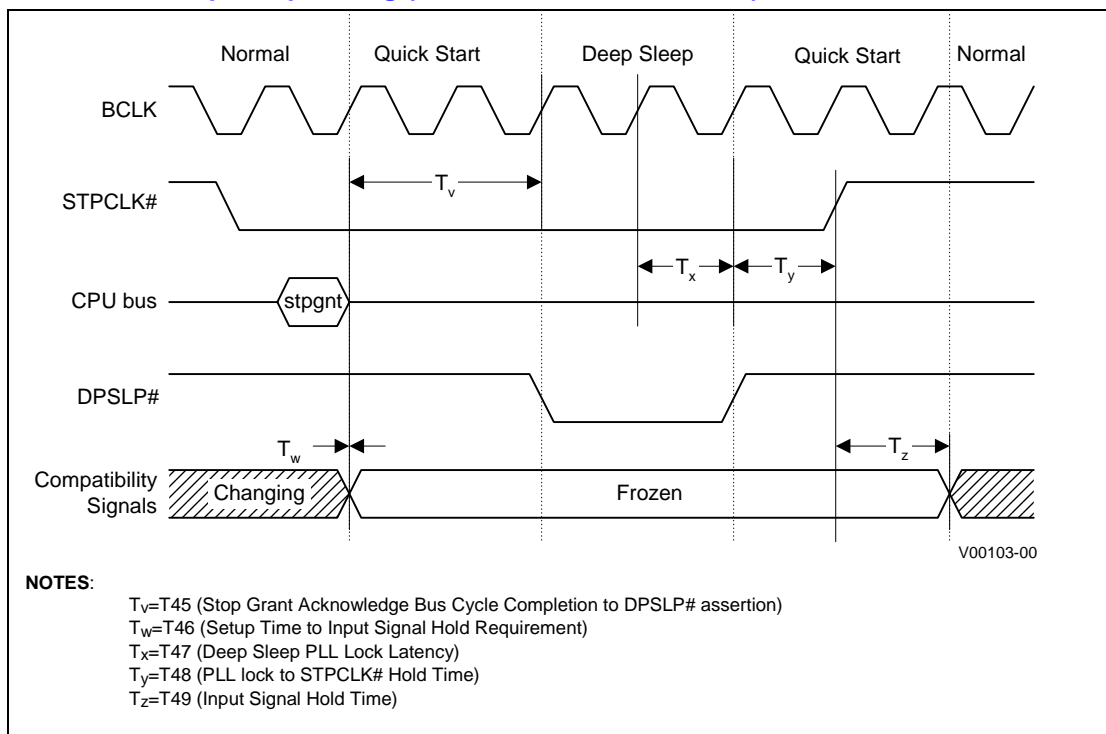 Normal Quick Start Deep Sleep Quick Start Normal
BCLK
Tv
STPCLK#
Tx Ty
CPU bus
stpgnt
DPSLP#
Tw Tz
Compatibility
Signals
Changing
Frozen
V00103-00
NOTES:
Tv=T45 (Stop Grant Acknowledge Bus Cycle Completion to DPSLP# assertion)
Tw=T46 (Setup Time to Input Signal Hold Requirement)
Tx=T47 (Deep Sleep PLL Lock Latency)
Ty=T48 (PLL lock to STPCLK# Hold Time)
Tz=T49 (Input Signal Hold Time)